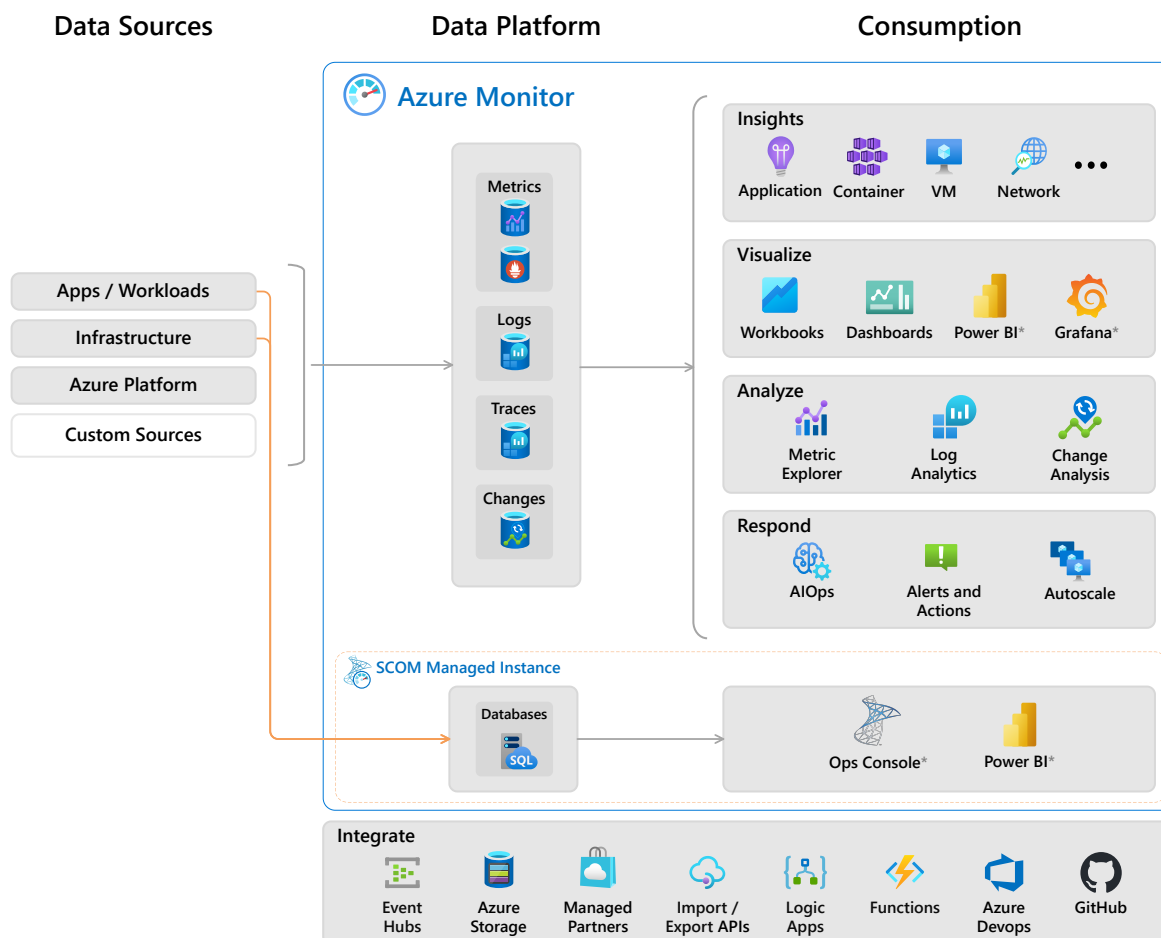 Data Sources
Data Platform
Consumption
Azure Monitor
Apps / Workloads
Infrastructure
Azure Platform
Custom Sources
Metrics
Logs
Traces
Changes
Insights
Application
Container
VM
Network
•••
Visualize
Workbooks
Dashboards
Power BI*
Grafana*
Analyze
Metric
Explorer
Log
Analytics
Change
Analysis
Respond
AIOps
Alerts and
Actions
Autoscale
SCOM Managed Instance
Databases
SQL
Ops Console*
Power BI*
Integrate
Event
Hubs
Azure
Storage
Managed
Partners
Import /
Export APIs
Logic
Apps
Functions
Azure
Devops
GitHub